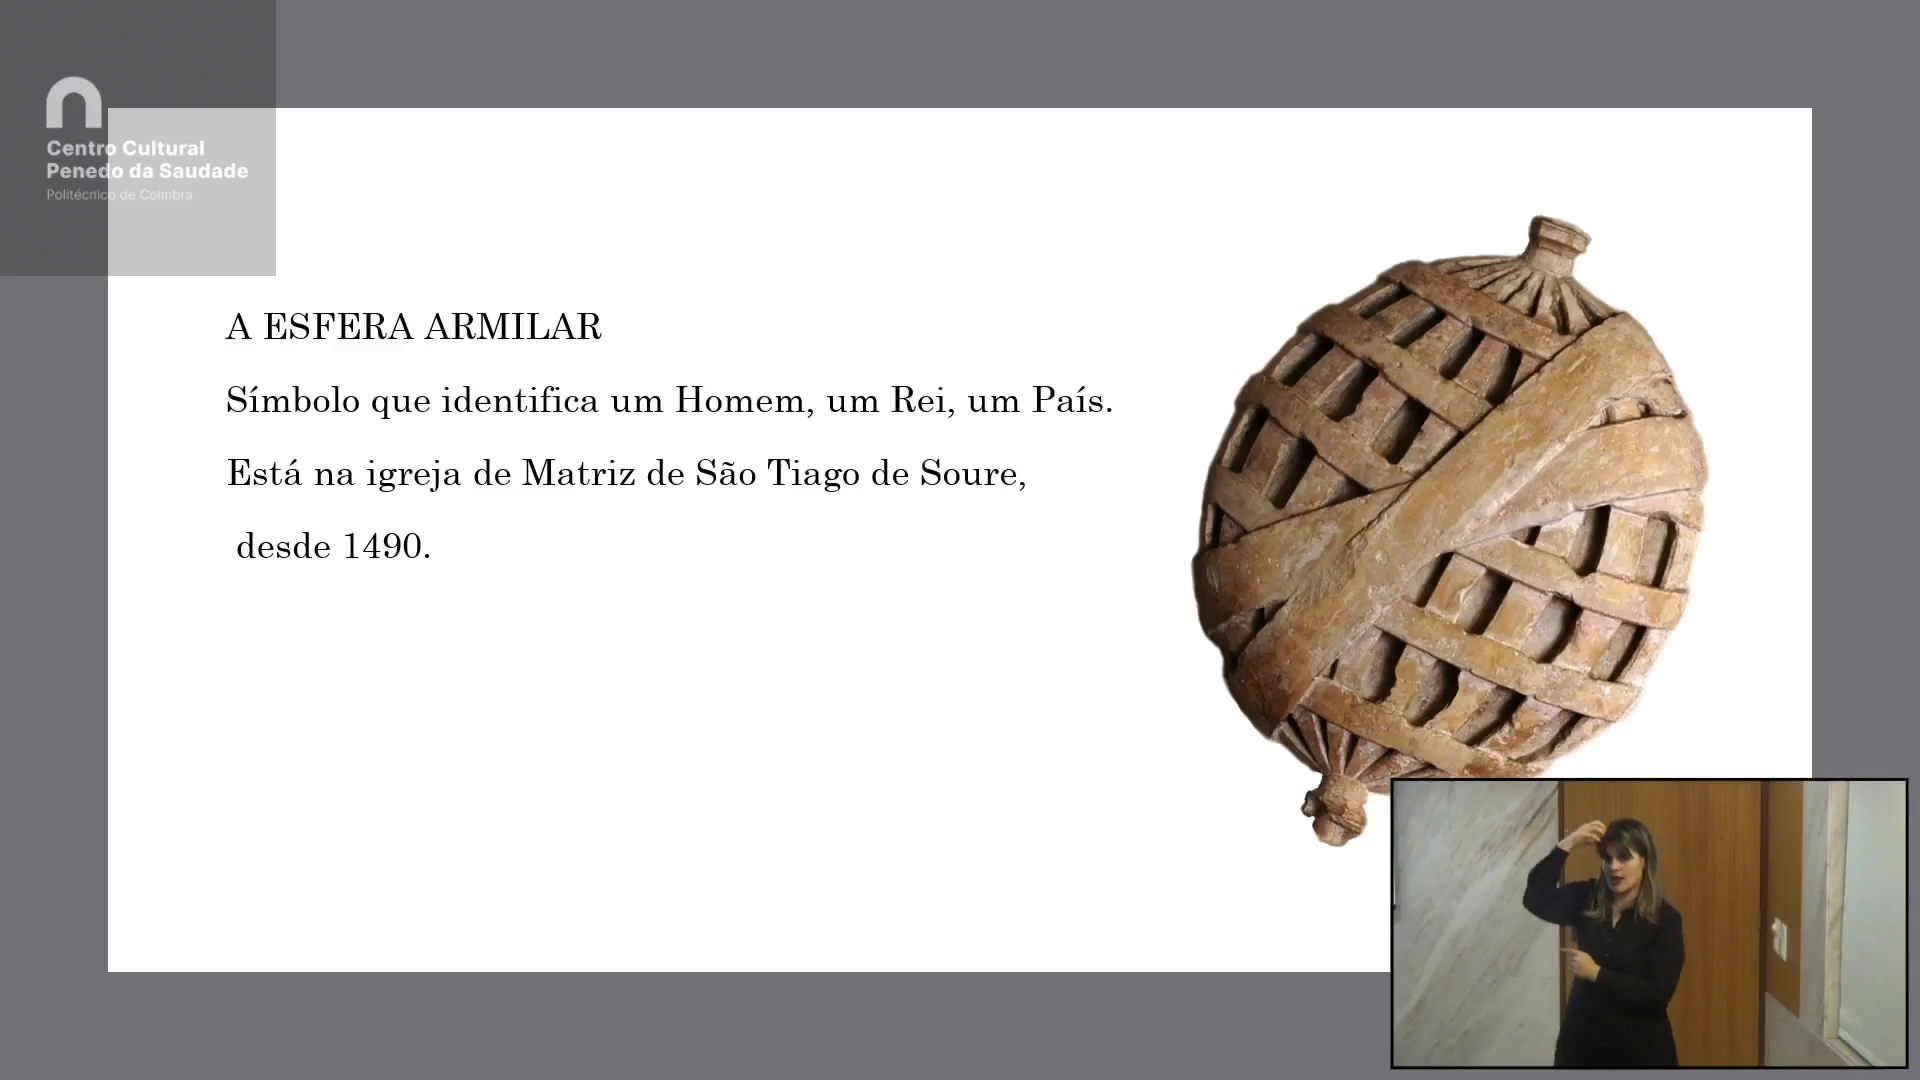 Centro Cultural
Penedo da Saudade
Politécnico de Coimbra
A ESFERA ARMILAR
Símbolo que identifica um Homem, um Rei, um País.
Está na igreja de Matriz de São Tiago de Soure,
desde 1490.